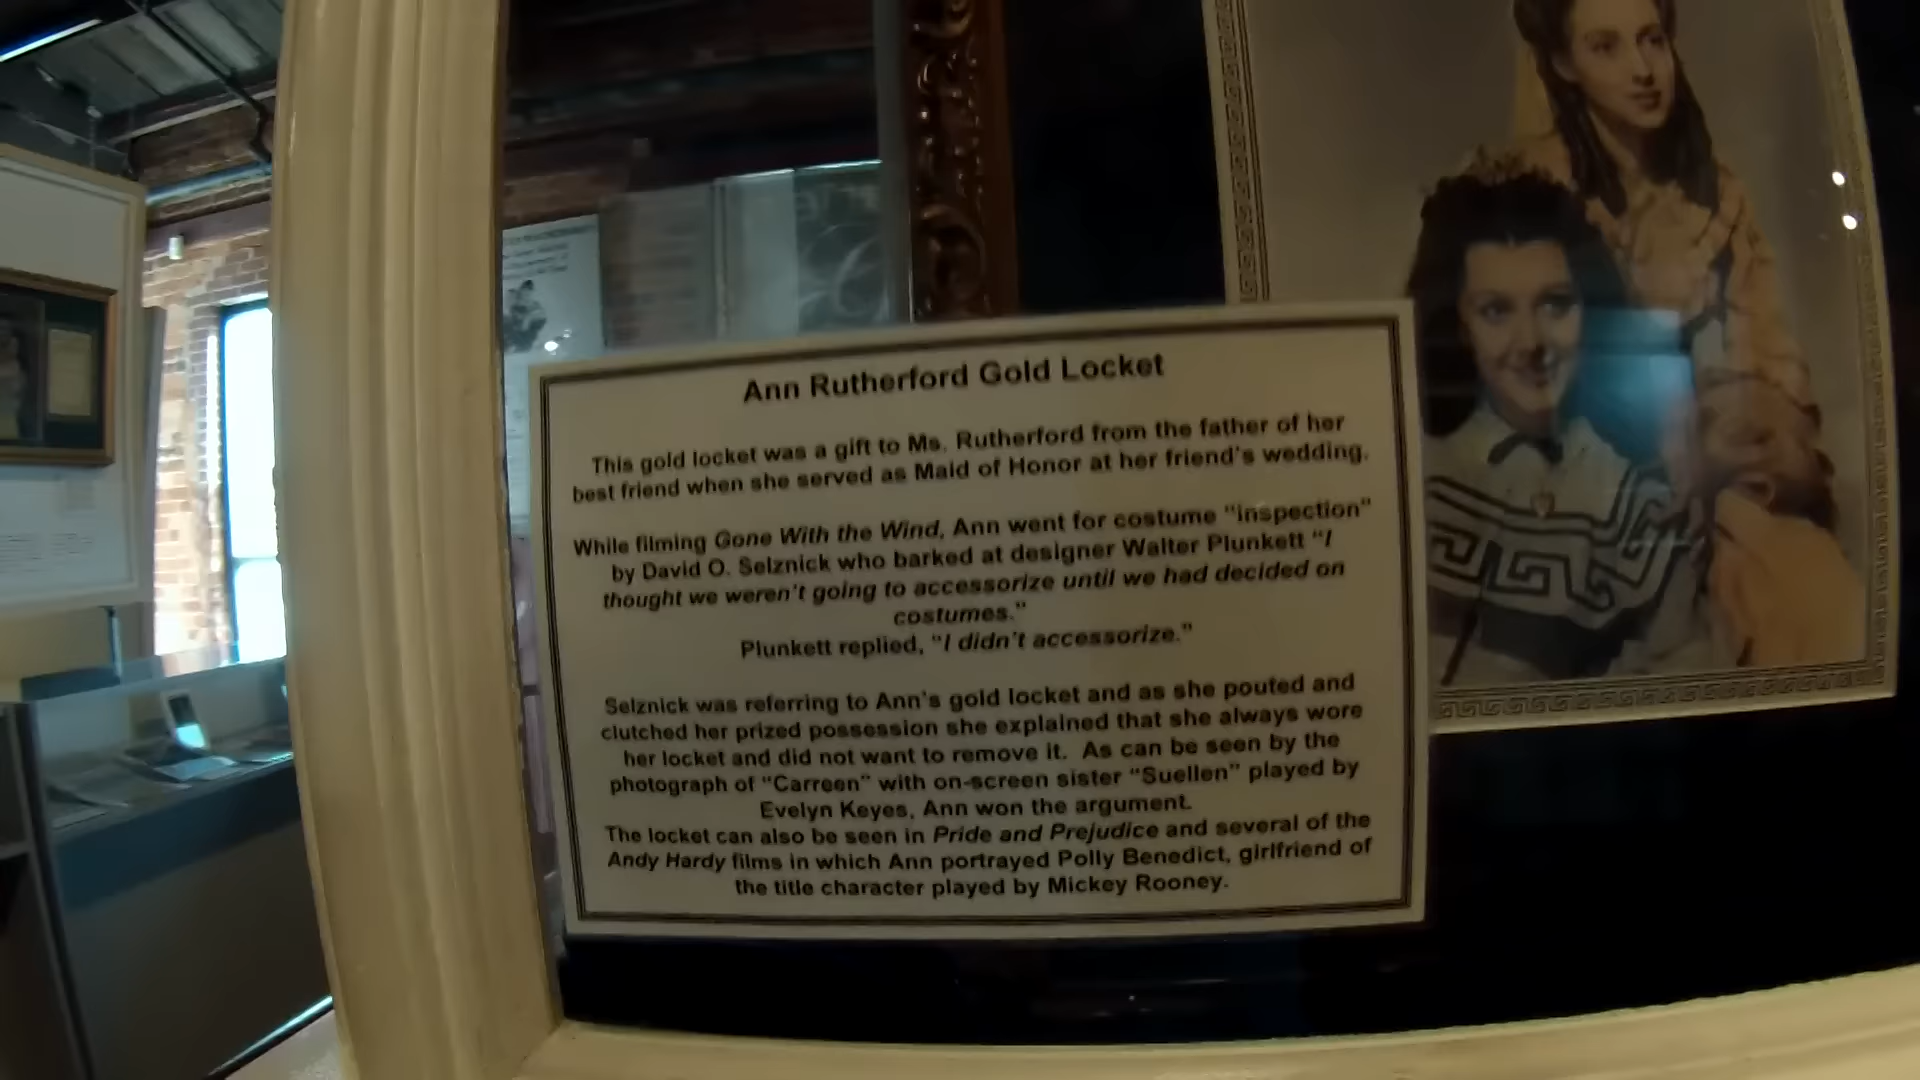 Ann Rutherford Gold Locket
This gold locket was a gift to Ms. Rutherford from the father of her
best friend when she served as Maid of Honor at her friend's wedding.
While filming Gone With the Wind, Ann went for costume "inspection"
by David O. Selznick who barked at designer Walter Plunkett "I
thought we weren't going to accessorize until we had decided on
costumes."
Plunkett replied, "I didn't accessorize."
Selznick was referring to Ann's gold locket and as she pouted and
clutched her prized possession she explained that she always wore
her locket and did not want to remove it. As can be seen by the
photograph of "Carreen" with on-screen sister "Suellen" played by
Evelyn Keyes, Ann won the argument.
The locket can also be seen in Pride and Prejudice and several of the
Andy Hardy films in which Ann portrayed Polly Benedict, girlfriend of
the title character played by Mickey Rooney.